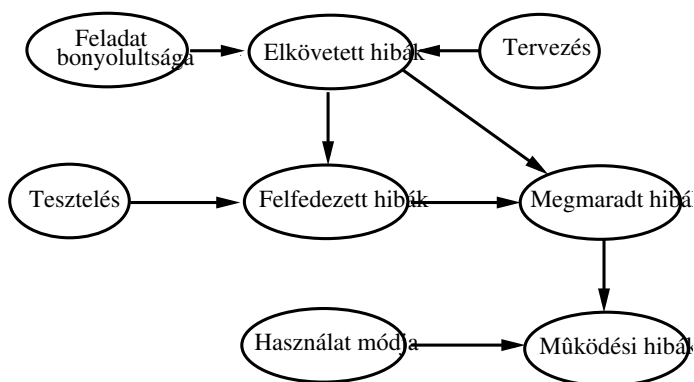 Feladat
bonyolultsága
Elkövetett hibák
Tervezés
Tesztelés
Felfedezett hibák
Megmaradt hibák
Használat módja
Mûködési hibák